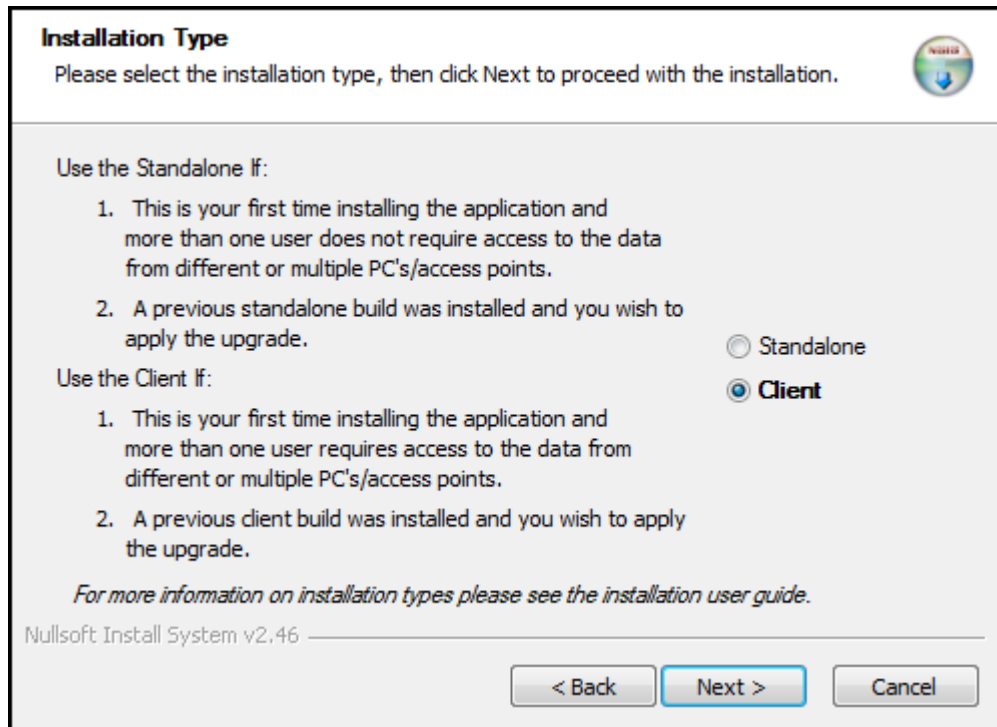 Installation Type
Please select the installation type, then click Next to proceed with the installation.
Use the Standalone If:
1. This is your first time installing the application and
more than one user does not require access to the data
from different or multiple PC's/access points.
2. A previous standalone build was installed and you wish to
apply the upgrade.
Standalone
Use the Client If:
Client
1. This is your first time installing the application and
more than one user requires access to the data from
different or multiple PC's/access points.
2. A previous client build was installed and you wish to apply
the upgrade.
For more information on installation types please see the installation user guide.
Nullsoft Install System v2.46
< Back
Next >
Cancel